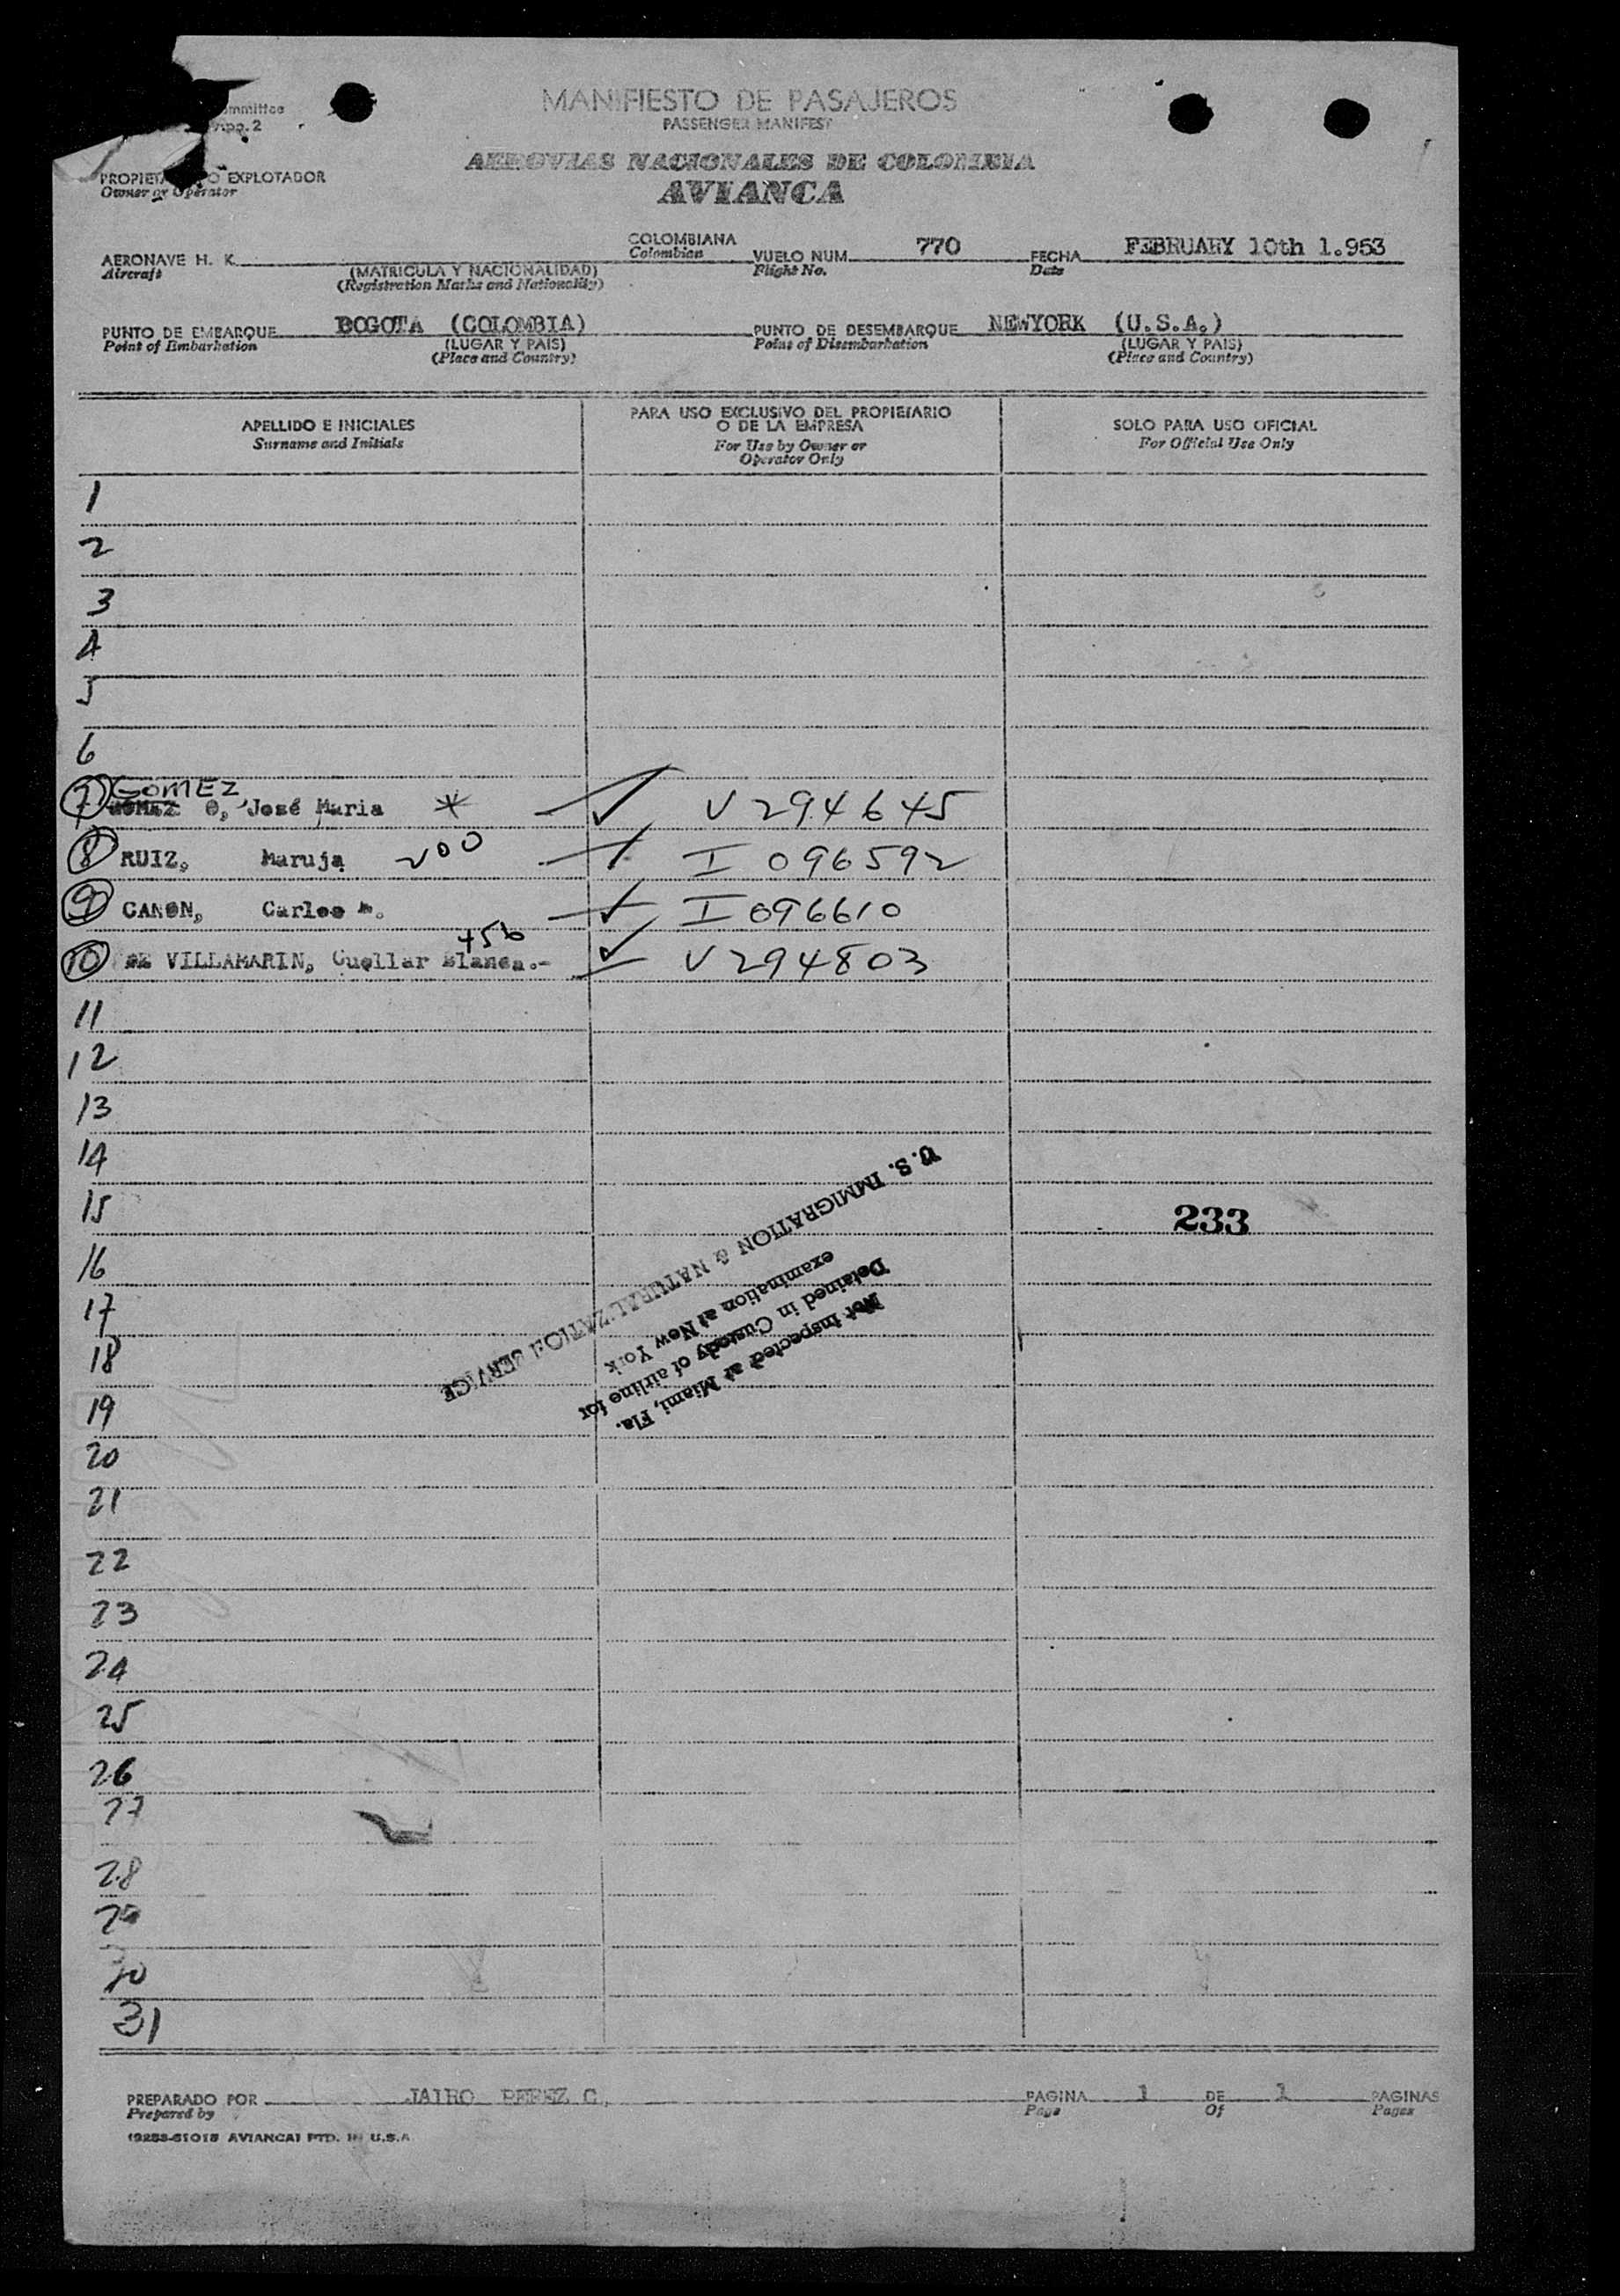 MANIFIESTO DE PASAJEROS
PASSENGER MANIFEST
AEROVIAS NACIONALES DE COLOMBIA
AVIANCA
EXPLOTADOR
Owner or Operator
AERONAVE H. K.
Aircraft
(MATRICULA Y NACIONALIDAD)
(Registration Marks and Nationality)
COLOMBIANA
Colombian
VUELO NUM. 770
Flight No.
FECHA FEBRUARY 10th 1.953
Date
PUNTO DE EMBARQUE BOGOTA (COLOMBIA)
Point of Embarkation
(LUGAR Y PAIS)
(Place and Country)
PUNTO DE DESEMBARQUE NEWYORK (U.S.A.)
Point of Disembarkation
(LUGAR Y PAIS)
(Place and Country)
APELLIDO E INICIALES
Surname and Initials
PARA USO EXCLUSIVO DEL PROPIETARIO
O DE LA EMPRESA
For Use by Owner or
Operator Only
SOLO PARA USO OFICIAL
For Official Use Only
1
2
3
4
5
6
GOMEZ
7 José Maria * V 294645
8 RUIZ, Maruja 200 I 096592
9 CANON, Carlos I 096610
456
10 DE VILLAMARIN, Cuellar Blanca.- V 294803
11
12
13
14
15 233
16
17
18
19
20
21
22
23
24
25
26
27
28
29
30
31
U.S. IMMIGRATION & NATURALIZATION SERVICE
Not Inspected at Miami, Fla.
Detained in Custody of airline for
examination at New York
PREPARADO POR JAIRO PEREZ C.
Prepared by
PAGINA 1 DE 1 PAGINAS
Page Of Pages
AVIANCA) PTD. IN U.S.A.